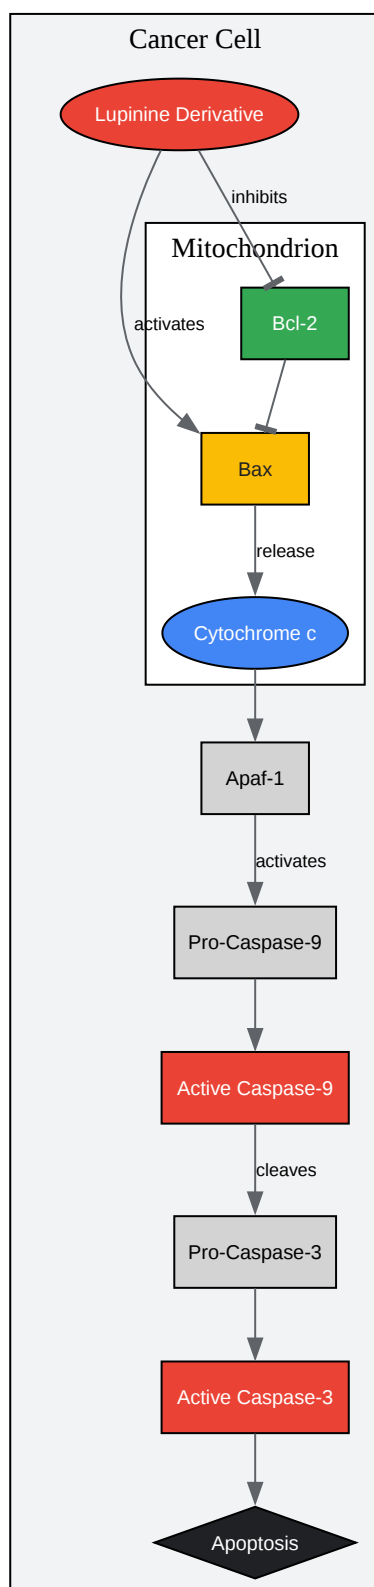 Cancer Cell
Lupinine Derivative
inhibits
Mitochondrion
Bcl-2
activates
Bax
release
Cytochrome c
Apaf-1
activates
Pro-Caspase-9
Active Caspase-9
cleaves
Pro-Caspase-3
Active Caspase-3
Apoptosis